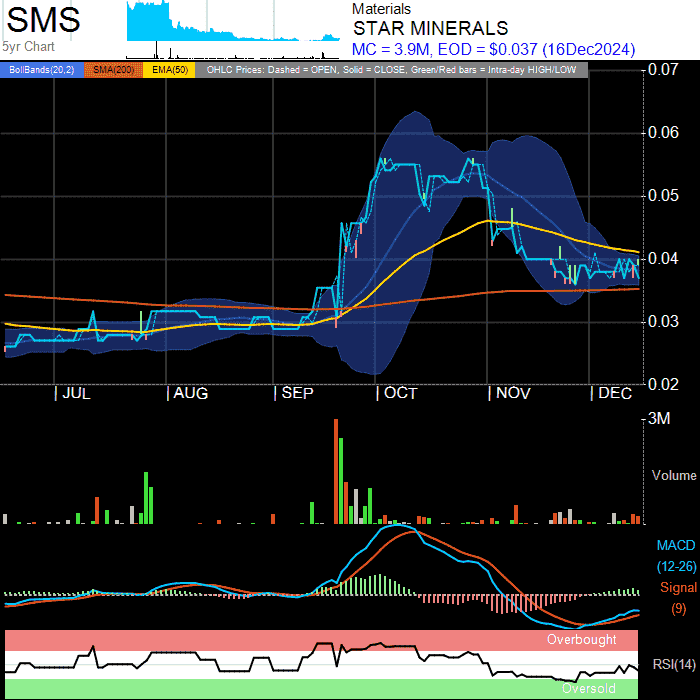 SMS
5yr Chart
Materials
STAR MINERALS
MC = 3.9M, EOD = $0.037 (16Dec2024)
BollBands(20,2) SMA(200) EMA(50) OHLC Prices: Dashed = OPEN, Solid = CLOSE, Green/Red bars = Intra-day HIGH/LOW
0.07
0.06
0.05
0.04
0.03
0.02
| JUL | AUG | SEP | OCT | NOV | DEC
3M
Volume
MACD
(12-26)
Signal
(9)
Overbought
RSI(14)
Oversold